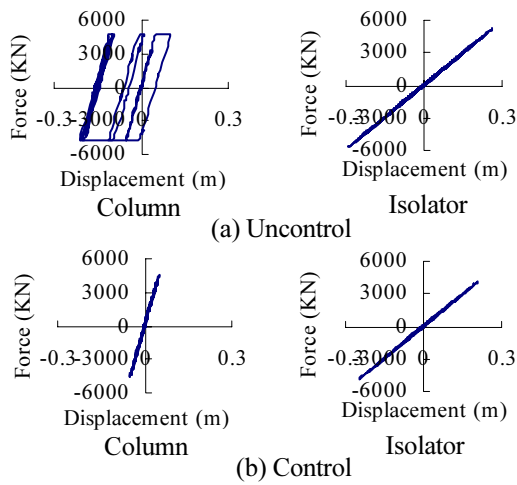 Force (KN)
6000
3000
0
-0.3
-3000
0
0.3
-6000
Displacement (m)
Column
Force (KN)
6000
3000
0
-0.3
-3000
0
0.3
-6000
Displacement (m)
Isolator
(a) Uncontrol
Force (KN)
6000
3000
0
-0.3
-3000
0
0.3
-6000
Displacement (m)
Column
Force (KN)
6000
3000
0
-0.3
-3000
0
0.3
-6000
Displacement (m)
Isolator
(b) Control